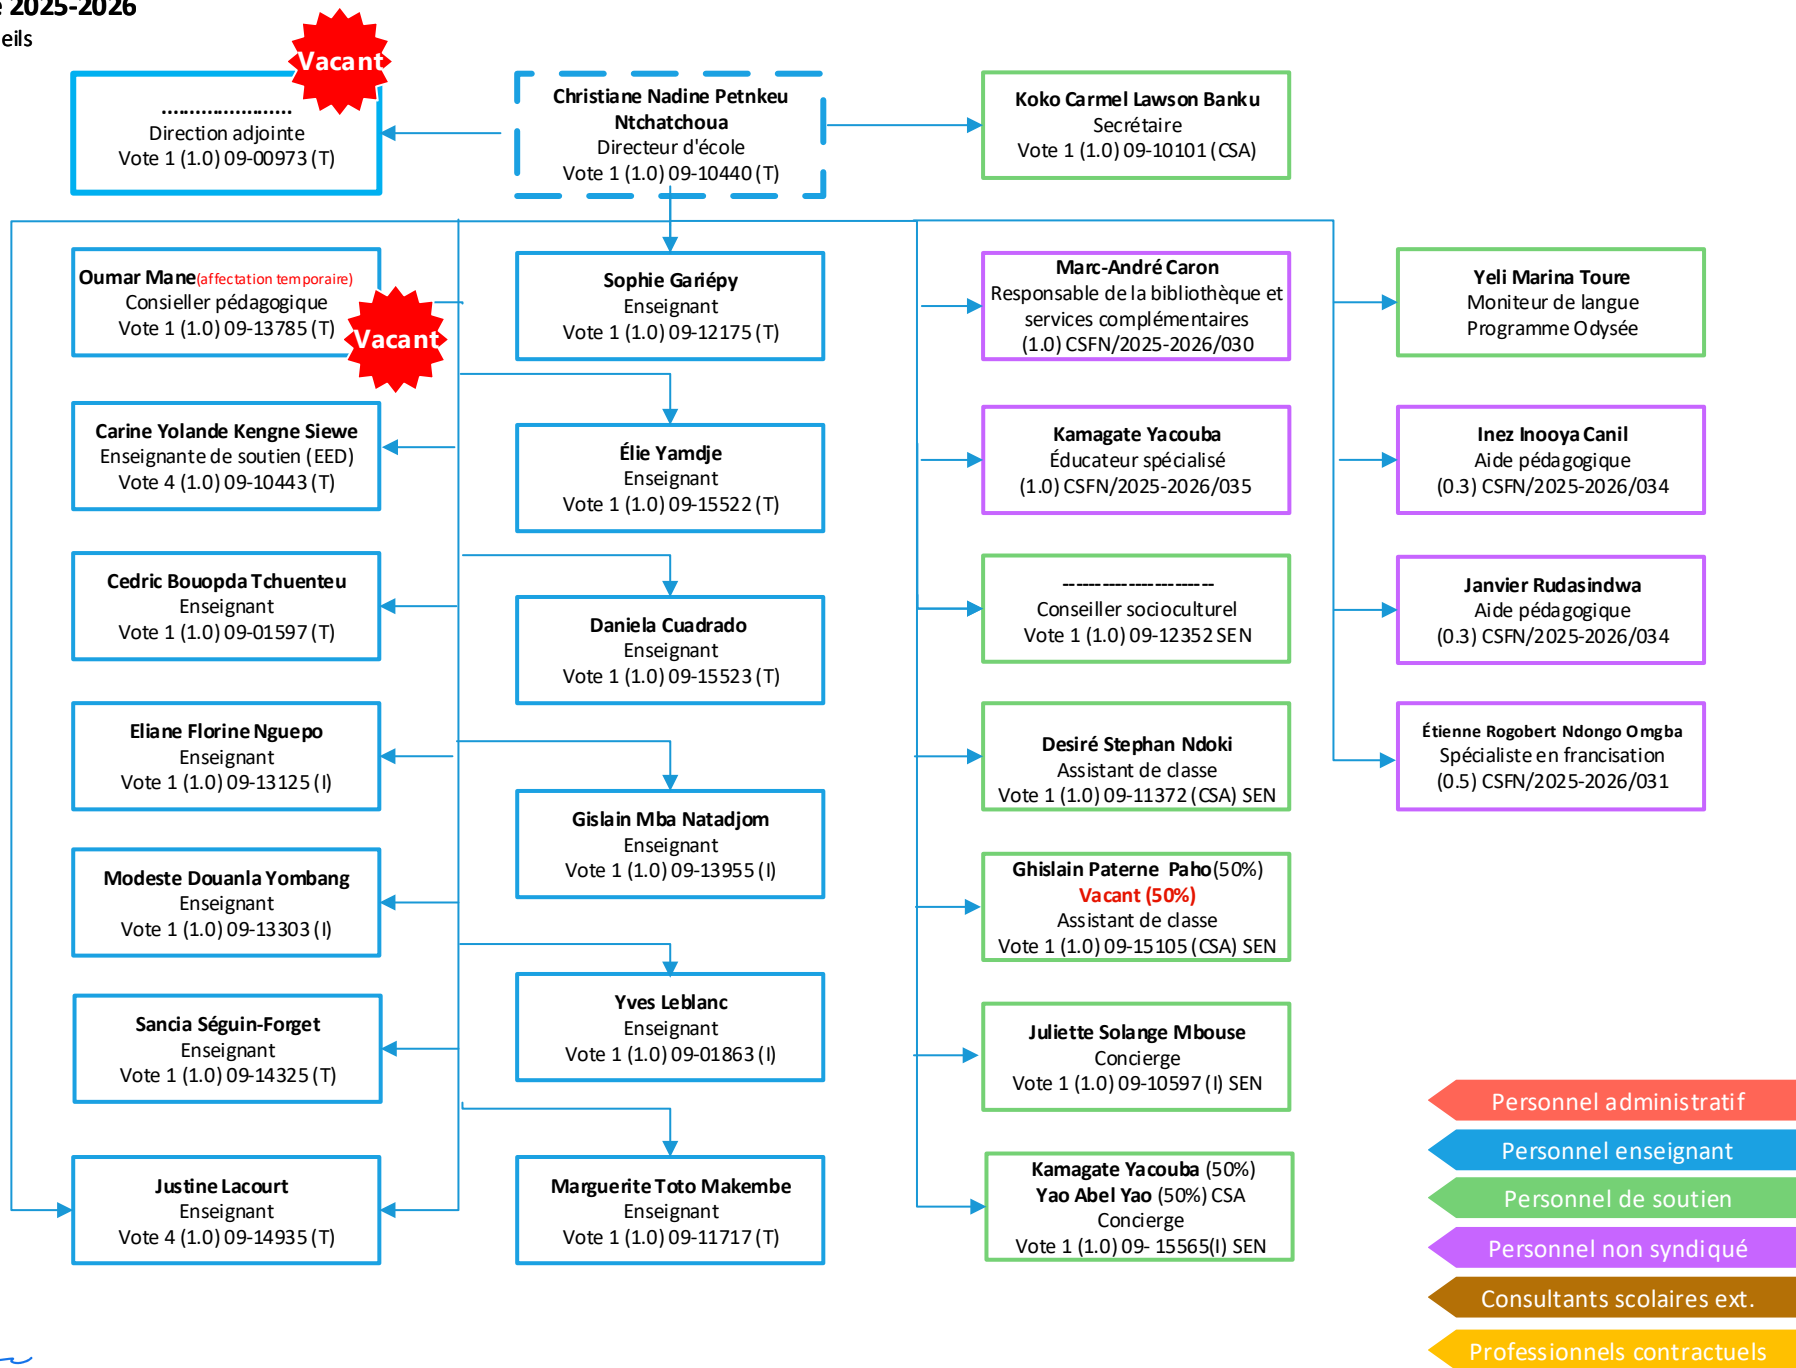 2025-2026
eils
Vacant
........................
Direction adjointe
Vote 1 (1.0) 09-00973 (T)
Christiane Nadine Petnkeu
Ntchatchoua
Directeur d'école
Vote 1 (1.0) 09-10440 (T)
Koko Carmel Lawson Banku
Secrétaire
Vote 1 (1.0) 09-10101 (CSA)
Oumar Mane(affectation temporaire)
Consieller pédagogique
Vote 1 (1.0) 09-13785 (T)
Vacant
Sophie Gariépy
Enseignant
Vote 1 (1.0) 09-12175 (T)
Marc-André Caron
Responsable de la bibliothèque et
services complémentaires
(1.0) CSFN/2025-2026/030
Yeli Marina Toure
Moniteur de langue
Programme Odysée
Carine Yolande Kengne Siewe
Enseignante de soutien (EED)
Vote 4 (1.0) 09-10443 (T)
Élie Yamdje
Enseignant
Vote 1 (1.0) 09-15522 (T)
Kamagate Yacouba
Éducateur spécialisé
(1.0) CSFN/2025-2026/035
Inez Inooya Canil
Aide pédagogique
(0.3) CSFN/2025-2026/034
Cedric Bouopda Tchuenteu
Enseignant
Vote 1 (1.0) 09-01597 (T)
Daniela Cuadrado
Enseignant
Vote 1 (1.0) 09-15523 (T)
------------------------
Conseiller socioculturel
Vote 1 (1.0) 09-12352 SEN
Janvier Rudasindwa
Aide pédagogique
(0.3) CSFN/2025-2026/034
Eliane Florine Nguepo
Enseignant
Vote 1 (1.0) 09-13125 (I)
Gislain Mba Natadjom
Enseignant
Vote 1 (1.0) 09-13955 (I)
Desiré Stephan Ndoki
Assistant de classe
Vote 1 (1.0) 09-11372 (CSA) SEN
Étienne Rogobert Ndongo Omgba
Spécialiste en francisation
(0.5) CSFN/2025-2026/031
Modeste Douanla Yombang
Enseignant
Vote 1 (1.0) 09-13303 (I)
Yves Leblanc
Enseignant
Vote 1 (1.0) 09-01863 (I)
Ghislain Paterne Paho(50%)
Vacant (50%)
Assistant de classe
Vote 1 (1.0) 09-15105 (CSA) SEN
Sancia Séguin-Forget
Enseignant
Vote 1 (1.0) 09-14325 (T)
Juliette Solange Mbouse
Concierge
Vote 1 (1.0) 09-10597 (I) SEN
Justine Lacourt
Enseignant
Vote 4 (1.0) 09-14935 (T)
Marguerite Toto Makembe
Enseignant
Vote 1 (1.0) 09-11717 (T)
Kamagate Yacouba (50%)
Yao Abel Yao (50%) CSA
Concierge
Vote 1 (1.0) 09- 15565(I) SEN
Personnel administratif
Personnel enseignant
Personnel de soutien
Personnel non syndiqué
Consultants scolaires ext.
Professionnels contractuels